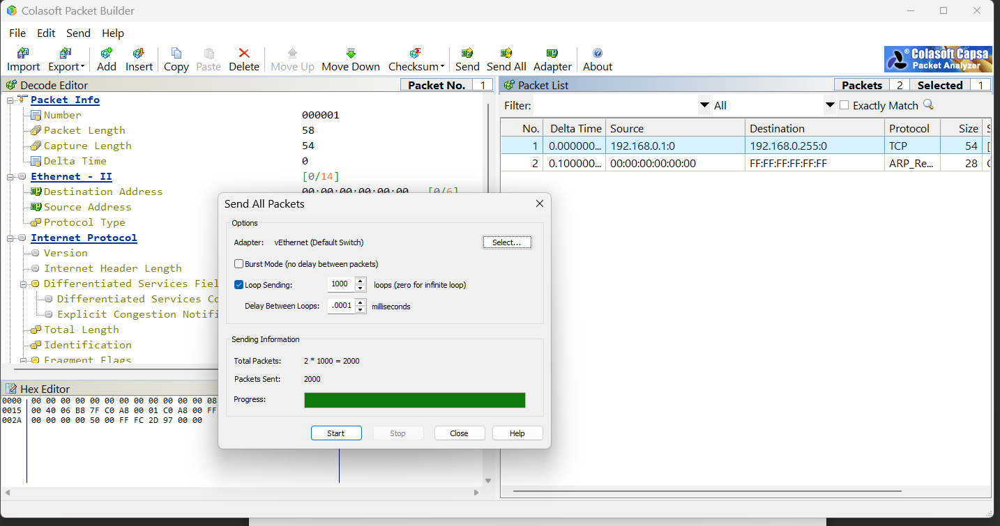 Colasoft Packet Builder
File Edit Send Help
Import Export Add Insert Copy Paste Delete Move Up Move Down Checksum Send Send All Adapter About
Colasoft Capsa
Packet Analyzer
Decode Editor Packet No. 1
Packet Info
Number 000001
Packet Length 58
Capture Length 54
Delta Time 0
Ethernet - II [0/14]
Destination Address 00:00:00:00:00:00 [0/6]
Source Address
Protocol Type
Internet Protocol
Version
Internet Header Length
Differentiated Services Fiel
Differentiated Services Co
Explicit Congestion Notifi
Total Length
Identification
Fragment Flags
Hex Editor
0000 00 00 00 00 00 00 00 00 00 00 00 00 08
0015 00 40 06 B8 7F C0 A8 00 01 C0 A8 00 FF
002A 00 00 00 00 50 00 FF FC 2D 97 00 00
Packet List Packets 2 Selected 1
Filter: All Exactly Match
No. Delta Time Source Destination Protocol Size S
1 0.000000... 192.168.0.1:0 192.168.0.255:0 TCP 54 [
2 0.100000... 00:00:00:00:00:00 FF:FF:FF:FF:FF:FF ARP_Re... 28 C
Send All Packets
Options
Adapter: vEthernet (Default Switch) Select...
Burst Mode (no delay between packets)
Loop Sending: 1000 loops (zero for infinite loop)
Delay Between Loops: .0001 milliseconds
Sending Information
Total Packets: 2 * 1000 = 2000
Packets Sent: 2000
Progress:
Start Stop Close Help